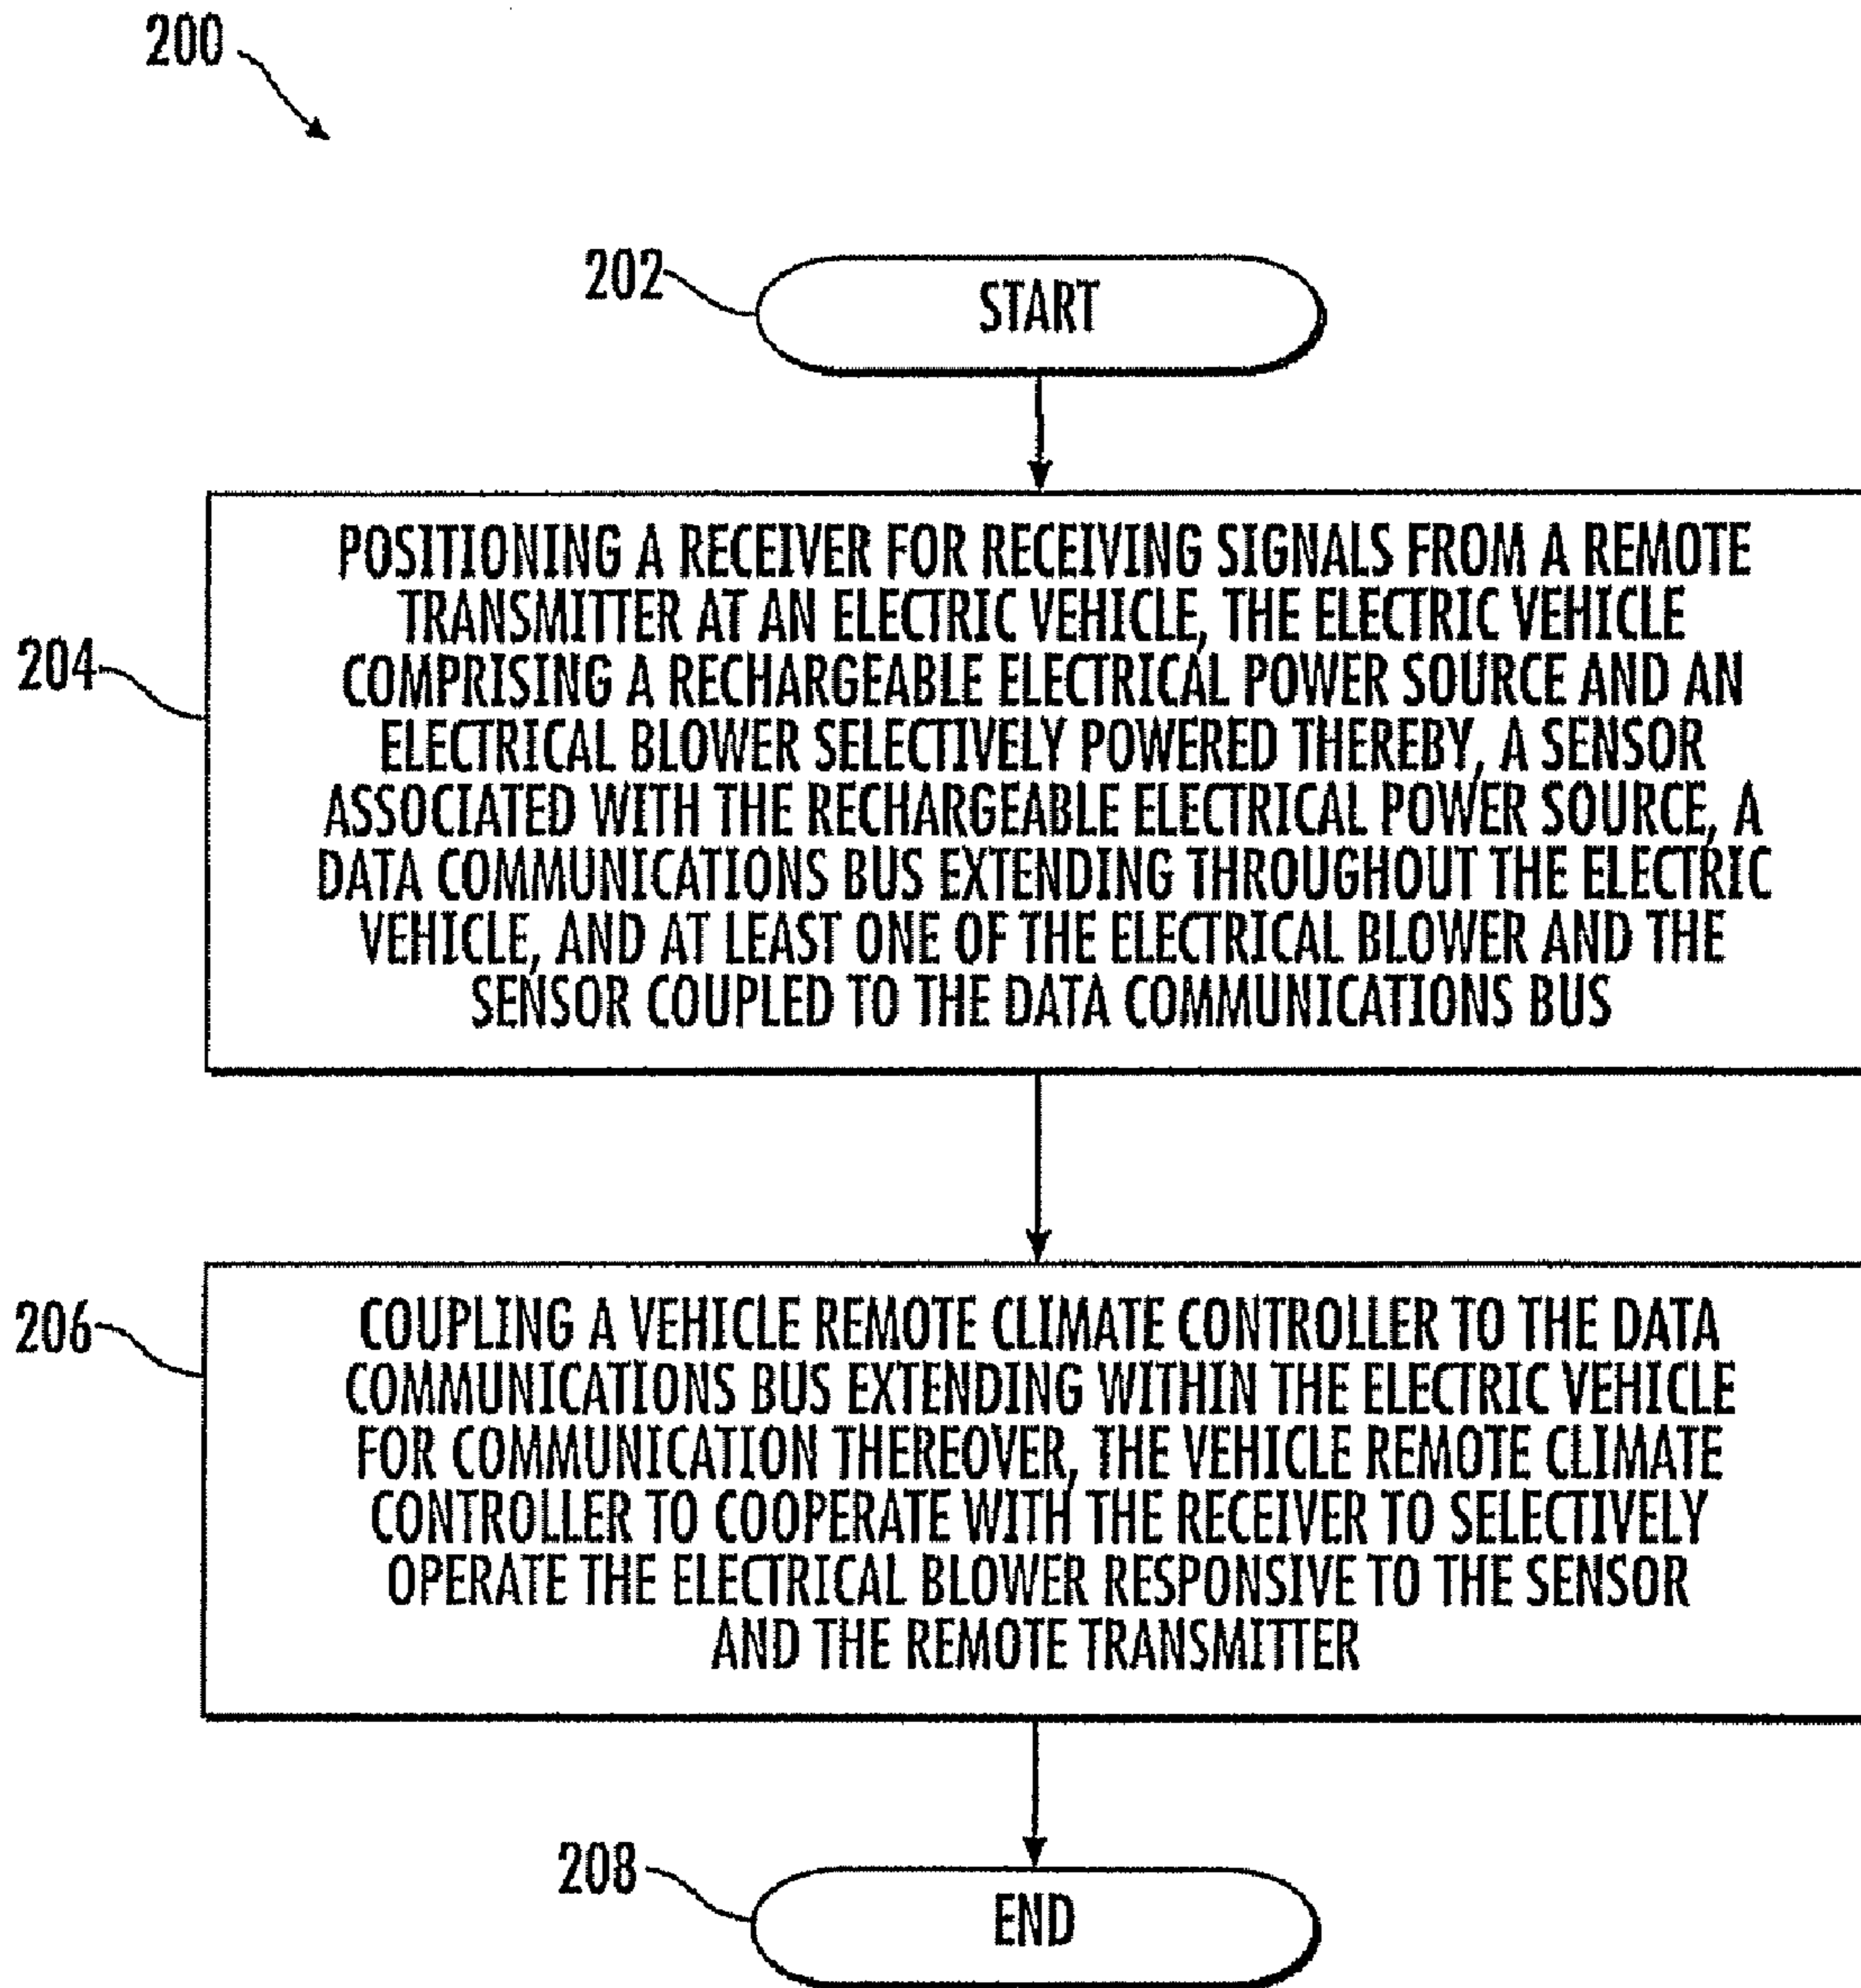 200
202
START
204
POSITIONING A RECEIVER FOR RECEIVING SIGNALS FROM A REMOTE
TRANSMITTER AT AN ELECTRIC VEHICLE, THE ELECTRIC VEHICLE
COMPRISING A RECHARGEABLE ELECTRICAL POWER SOURCE AND AN
ELECTRICAL BLOWER SELECTIVELY POWERED THEREBY, A SENSOR
ASSOCIATED WITH THE RECHARGEABLE ELECTRICAL POWER SOURCE, A
DATA COMMUNICATIONS BUS EXTENDING THROUGHOUT THE ELECTRIC
VEHICLE, AND AT LEAST ONE OF THE ELECTRICAL BLOWER AND THE
SENSOR COUPLED TO THE DATA COMMUNICATIONS BUS
206
COUPLING A VEHICLE REMOTE CLIMATE CONTROLLER TO THE DATA
COMMUNICATIONS BUS EXTENDING WITHIN THE ELECTRIC VEHICLE
FOR COMMUNICATION THEREOVER, THE VEHICLE REMOTE CLIMATE
CONTROLLER TO COOPERATE WITH THE RECEIVER TO SELECTIVELY
OPERATE THE ELECTRICAL BLOWER RESPONSIVE TO THE SENSOR
AND THE REMOTE TRANSMITTER
208
END